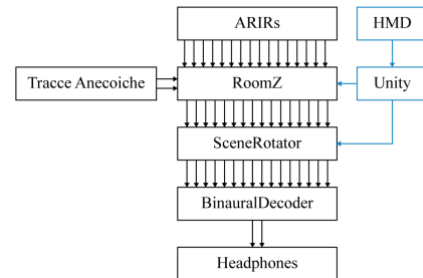 ARIRs
HMD
Tracce Anecoiche
RoomZ
Unity
SceneRotator
BinauralDecoder
Headphones